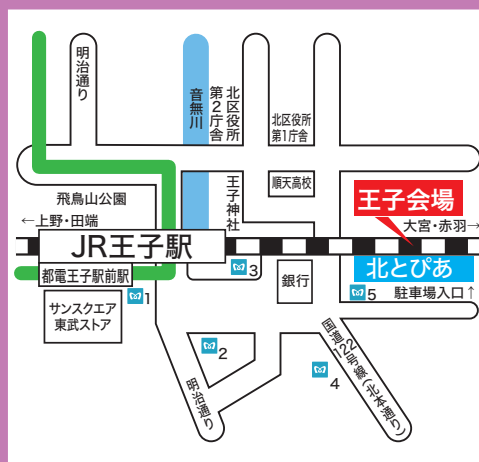 明治通り
音無川
北区役所
第2庁舎
北区役所
第1庁舎
順天高校
王子神社
飛鳥山公園
王子会場
←上野・田端
大宮・赤羽→
JR王子駅
北とぴあ
都電王子駅前駅
3
銀行
1
5
駐車場入口↑
サンスクエア
東武ストア
2
4
国道122号線(北本通り)
明治通り